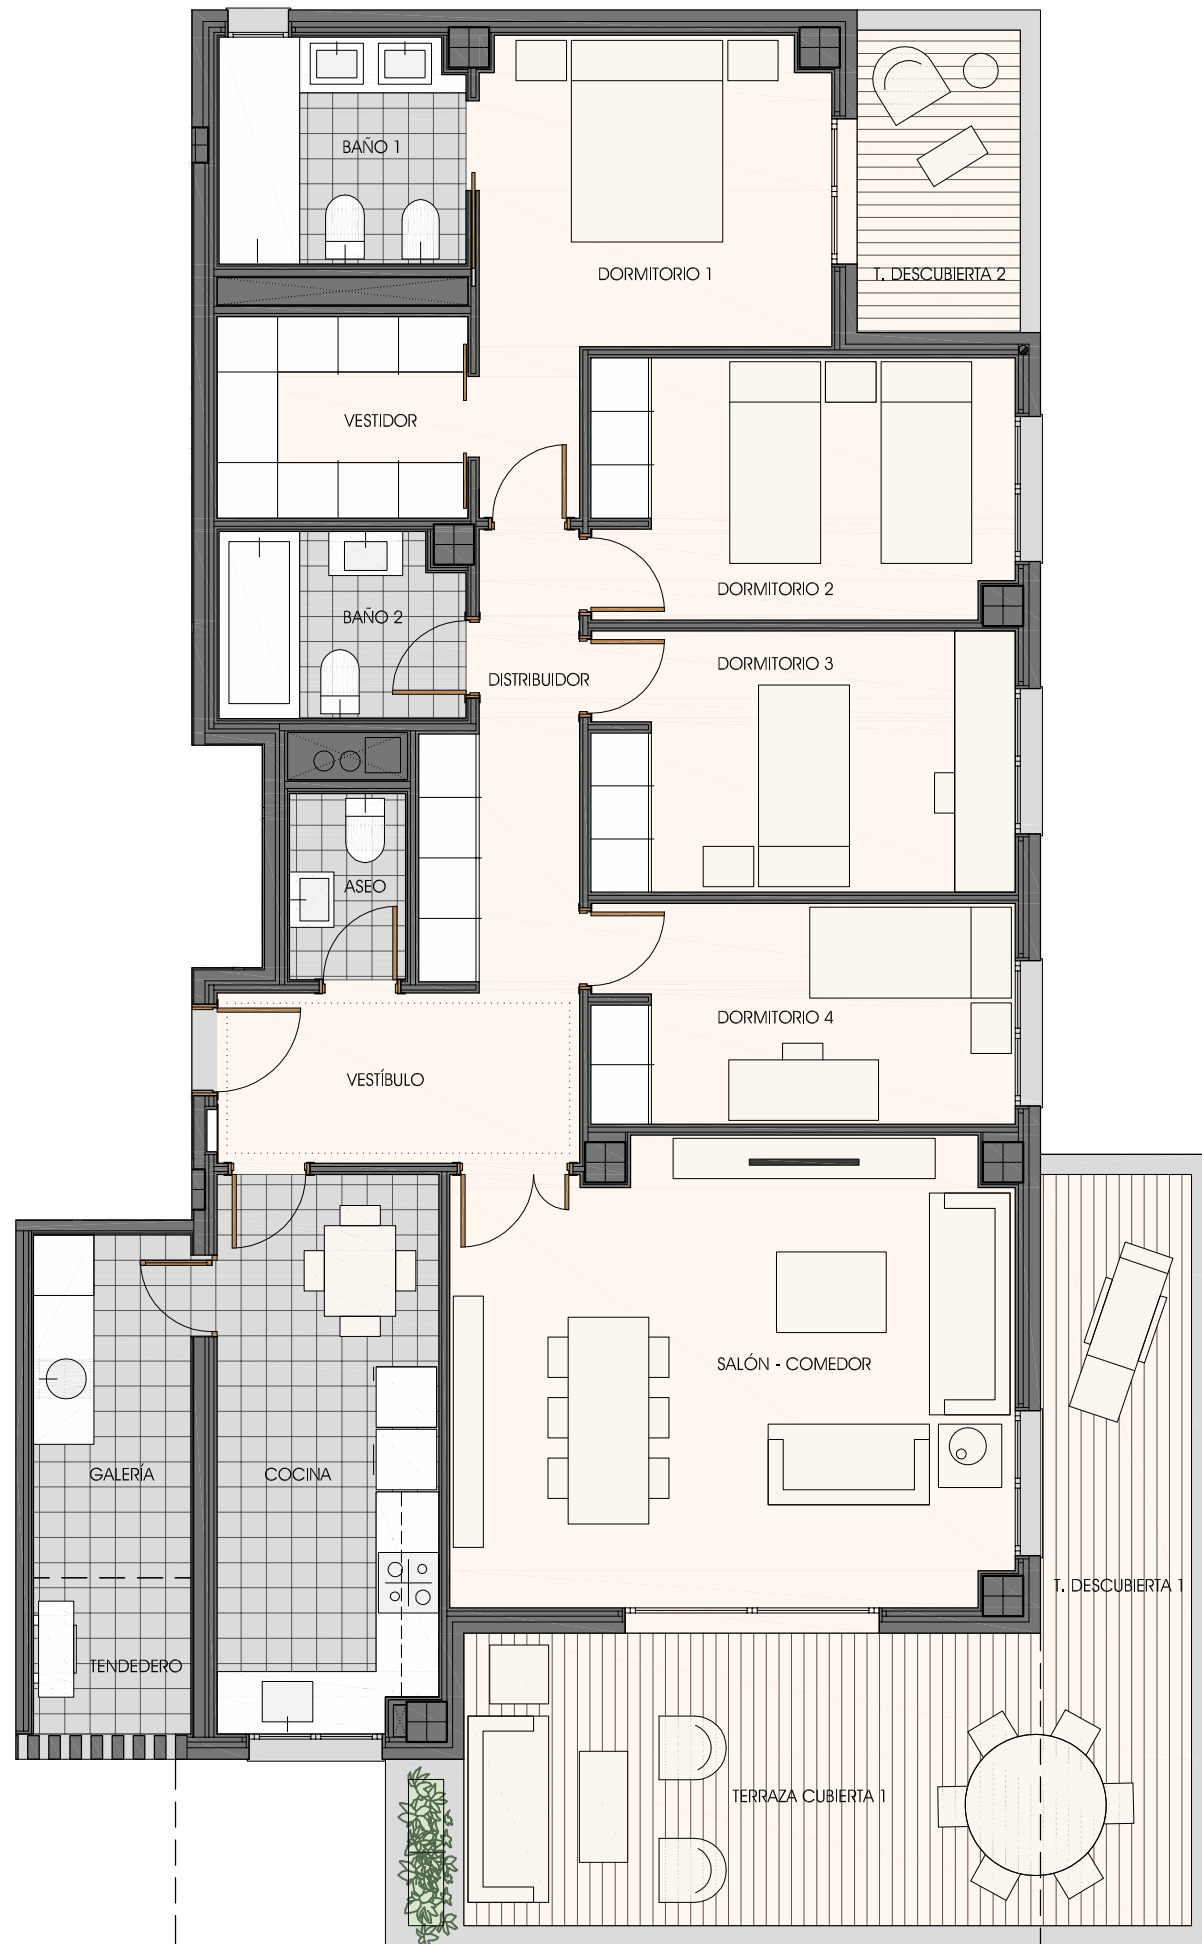 BAÑO 1
DORMITORIO 1
T. DESCUBIERTA 2
VESTIDOR
DORMITORIO 2
BAÑO 2
DORMITORIO 3
DISTRIBUIDOR
ASEO
DORMITORIO 4
VESTÍBULO
SALÓN - COMEDOR
GALERÍA
COCINA
T. DESCUBIERTA 1
TENDEDERO
TERRAZA CUBIERTA 1